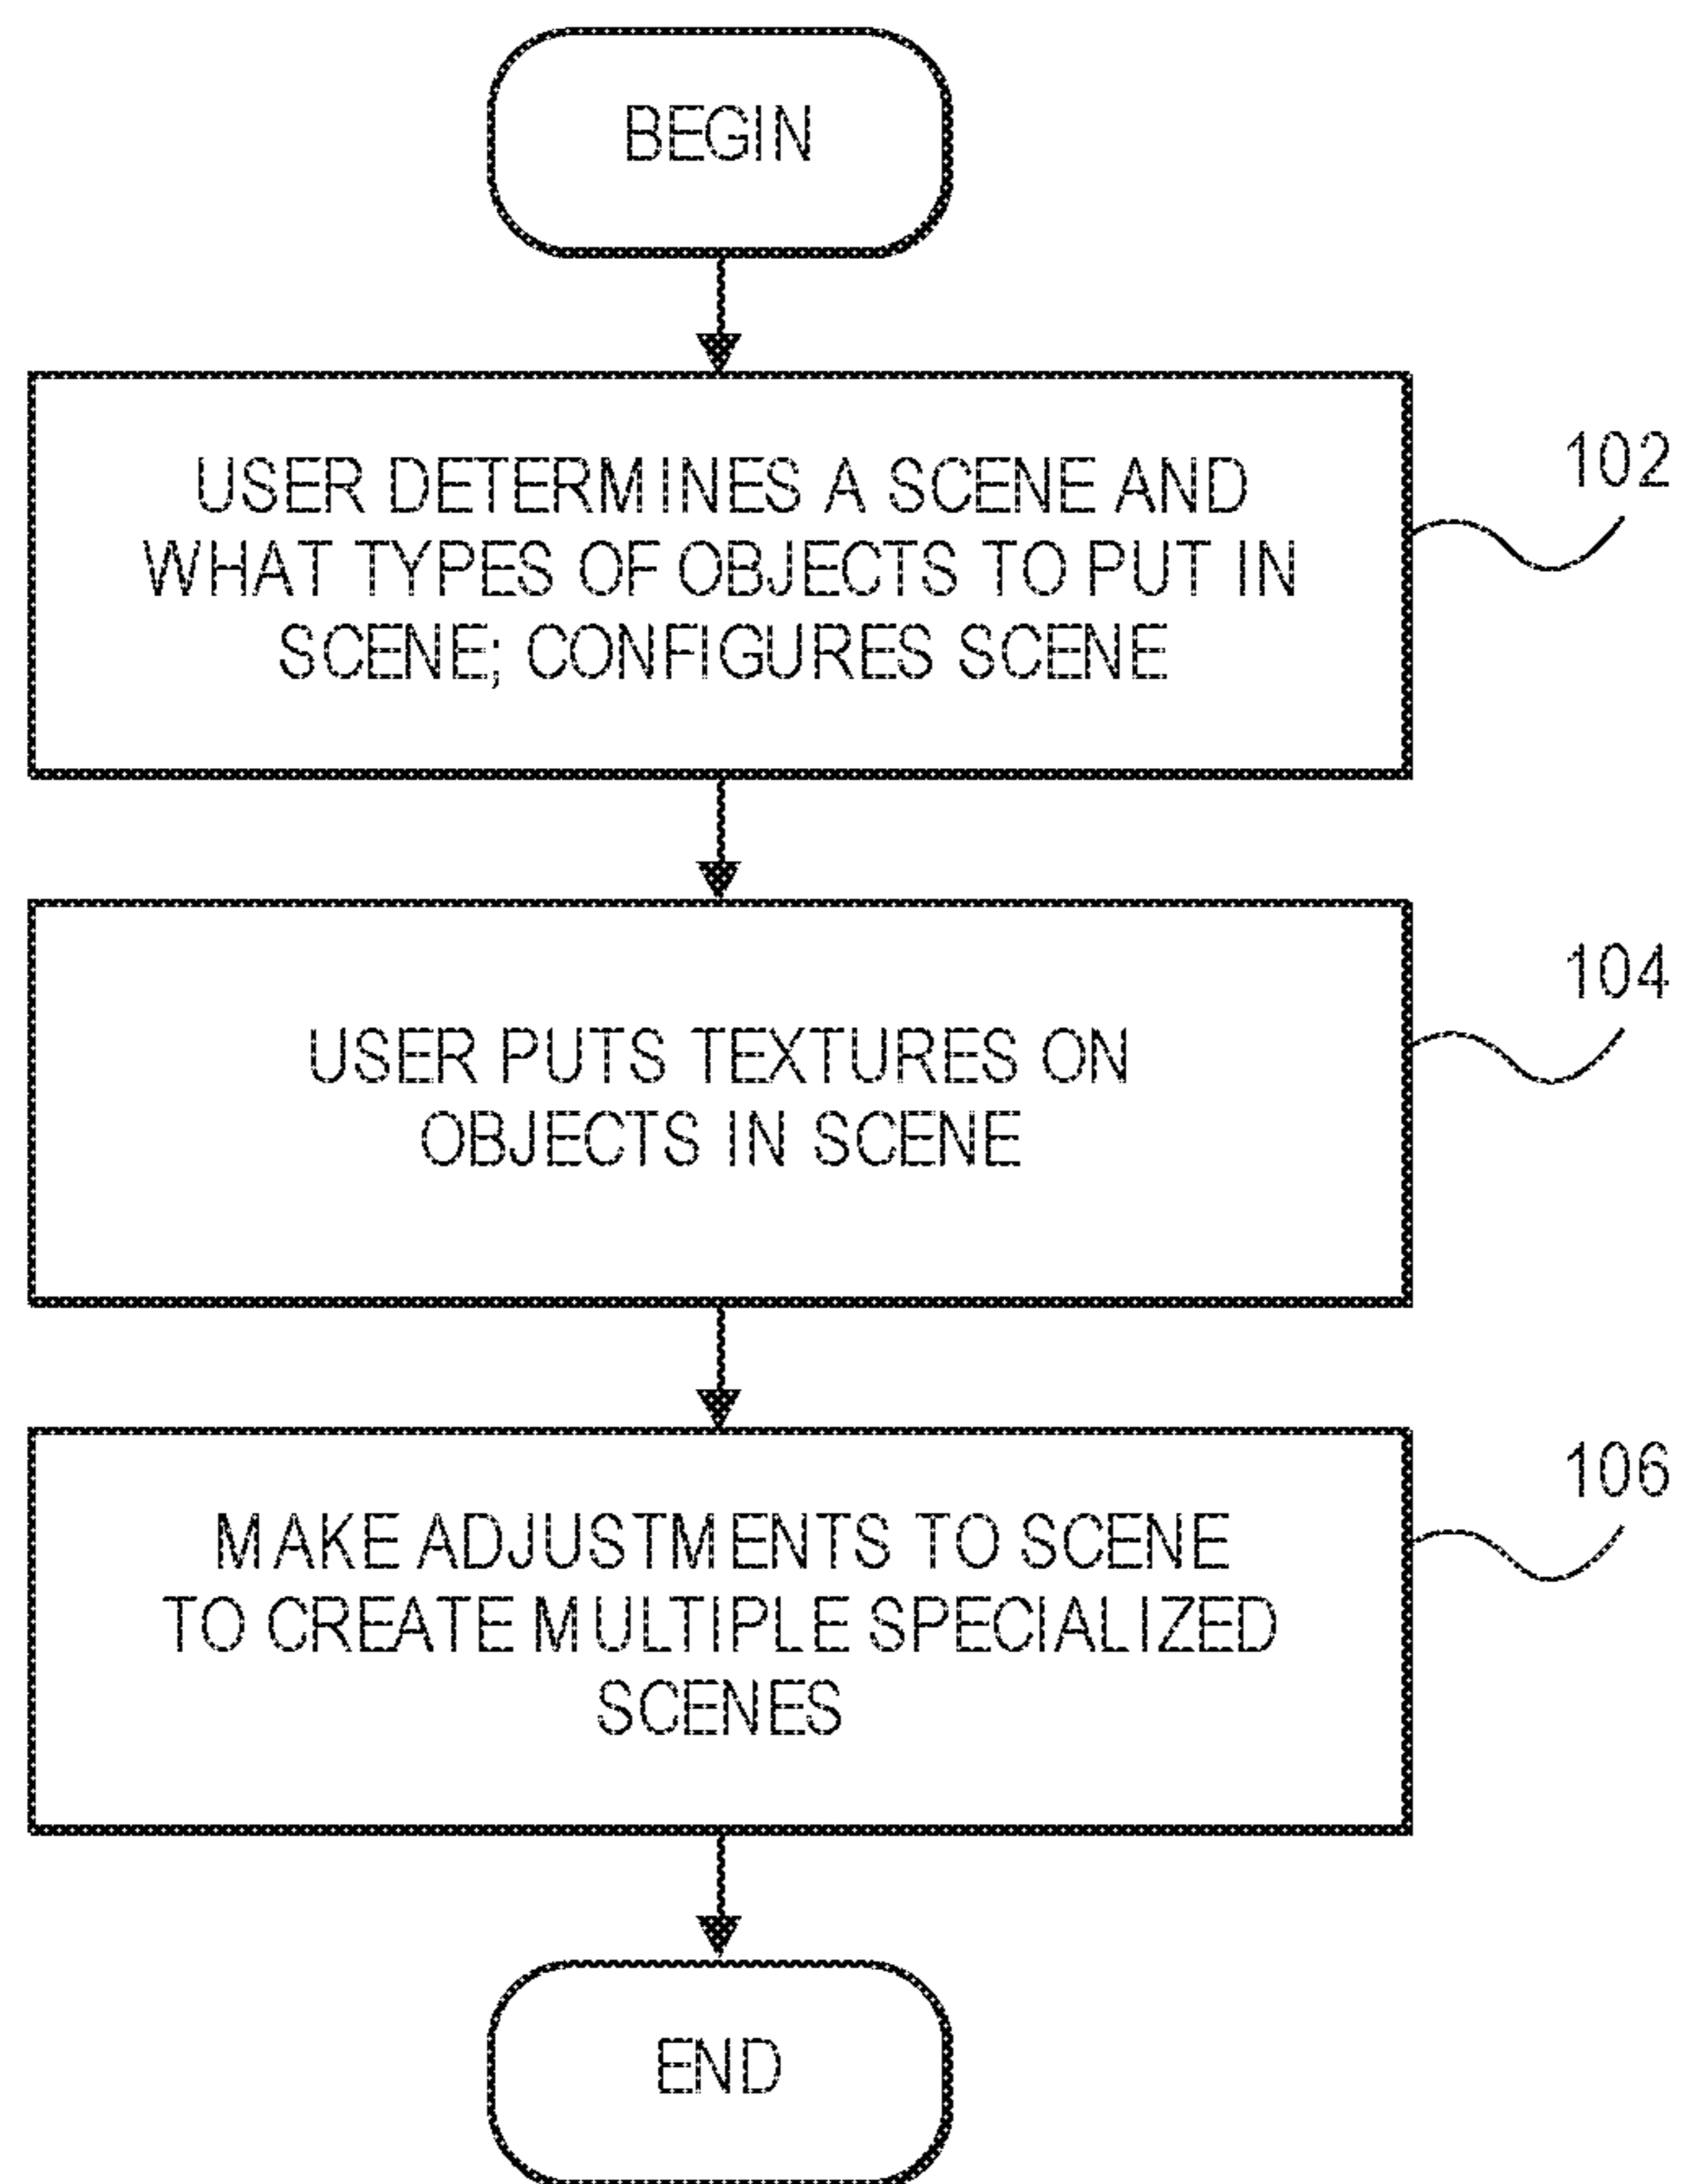 BEGIN
USER DETERMINES A SCENE AND
WHAT TYPES OF OBJECTS TO PUT IN
SCENE; CONFIGURES SCENE
102
USER PUTS TEXTURES ON
OBJECTS IN SCENE
104
MAKE ADJUSTMENTS TO SCENE
TO CREATE MULTIPLE SPECIALIZED
SCENES
106
END